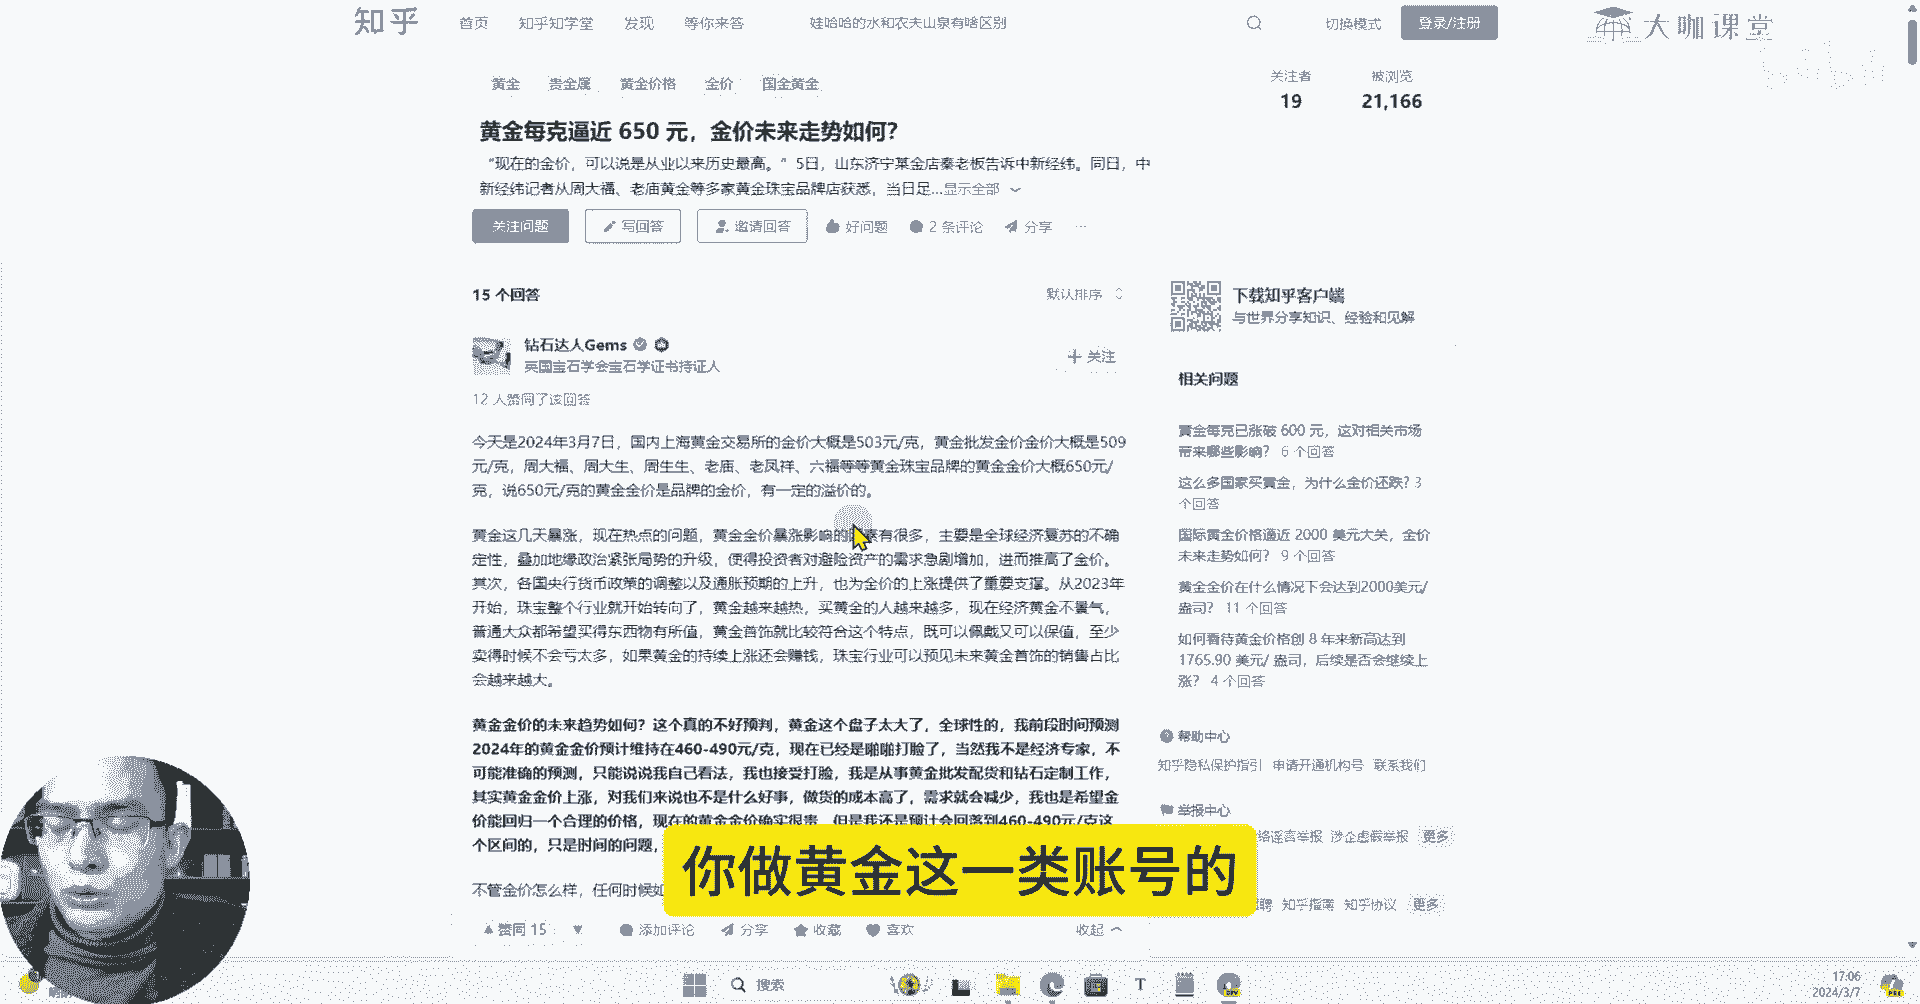 知乎
首页 知乎知学堂 发现 等你来答 娃哈哈的水和农夫山泉有啥区别 切换模式 登录/注册
大咖课堂
黄金 贵金属 黄金价格 金价 国金黄金
关注者 被浏览
19 21,166
黄金每克逼近 650 元，金价未来走势如何？
“现在的金价，可以说是从业以来历史最高。”5日，山东济宁某金店秦老板告诉中新经纬。同日，中
新经纬记者从周大福、老庙黄金等多家黄金珠宝品牌店获悉，当日足...显示全部
关注问题 写回答 邀请回答 好问题 2 条评论 分享 ...
15 个回答 默认排序
钻石达人Gems
英国宝石学会宝石学证书持证人
+ 关注
12 人赞同了该回答
今天是2024年3月7日，国内上海黄金交易所的金价大概是503元/克，黄金批发金价金价大概是509
元/克，周大福、周大生、周生生、老庙、老凤祥、六福等等黄金珠宝品牌的黄金金价大概650元/
克，说650元/克的黄金金价是品牌的金价，有一定的溢价的。
黄金这几天暴涨，现在热点的问题，黄金金价暴涨影响的 素有很多，主要是全球经济复苏的不确
定性，叠加地缘政治紧张局势的升级，使得投资者对避险资产的需求急剧增加，进而推高了金价。
其次，各国央行货币政策的调整以及通胀预期的上升，也为金价的上涨提供了重要支撑。从2023年
开始，珠宝整个行业就开始转向了，黄金越来越热，买黄金的人越来越多，现在经济黄金不景气，
普通大众都希望买得东西物有所值，黄金首饰就比较符合这个特点，既可以佩戴又可以保值，至少
卖得时候不会亏太多，如果黄金的持续上涨还会赚钱，珠宝行业可以预见未来黄金首饰的销售占比
会越来越大。
黄金金价的未来趋势如何？这个真的不好预判，黄金这个盘子太大了，全球性的，我前段时间预测
2024年的黄金金价预计维持在460-490元/克，现在已经是啪啪打脸了，当然我不是经济专家，不
可能准确的预测，只能说说我自己看法，我也接受打脸，我是从事黄金批发配货和钻石定制工作，
其实黄金金价上涨，对我们来说也不是什么好事，做货的成本高了，需求就会减少，我也是希望金
价能回归一个合理的价格，现在的黄金金价确实很贵，但是我还是预计会回落到460-490元/克这
个区间的，只是时间的问题，
不管金价怎么样，任何时候如
赞同 15 添加评论 分享 收藏 喜欢 收起
下载知乎客户端
与世界分享知识、经验和见解
相关问题
黄金每克已涨破 600 元，这对相关市场
带来哪些影响？ 6 个回答
这么多国家买黄金，为什么金价还跌？3
个回答
国际黄金价格逼近 2000 美元大关，金价
未来走势如何？ 9 个回答
黄金金价在什么情况下会达到2000美元/
盎司？ 11 个回答
如何看待黄金价格创 8 年来新高达到
1765.90 美元/ 盎司，后续是否会继续上
涨？ 4 个回答
帮助中心
知乎隐私保护指引 申请开通机构号 联系我们
举报中心
络谣言举报 涉企虚假举报 更多
聘 知乎指南 知乎协议 更多
你做黄金这一类账号的
搜索
T
17:06
2024/3/7